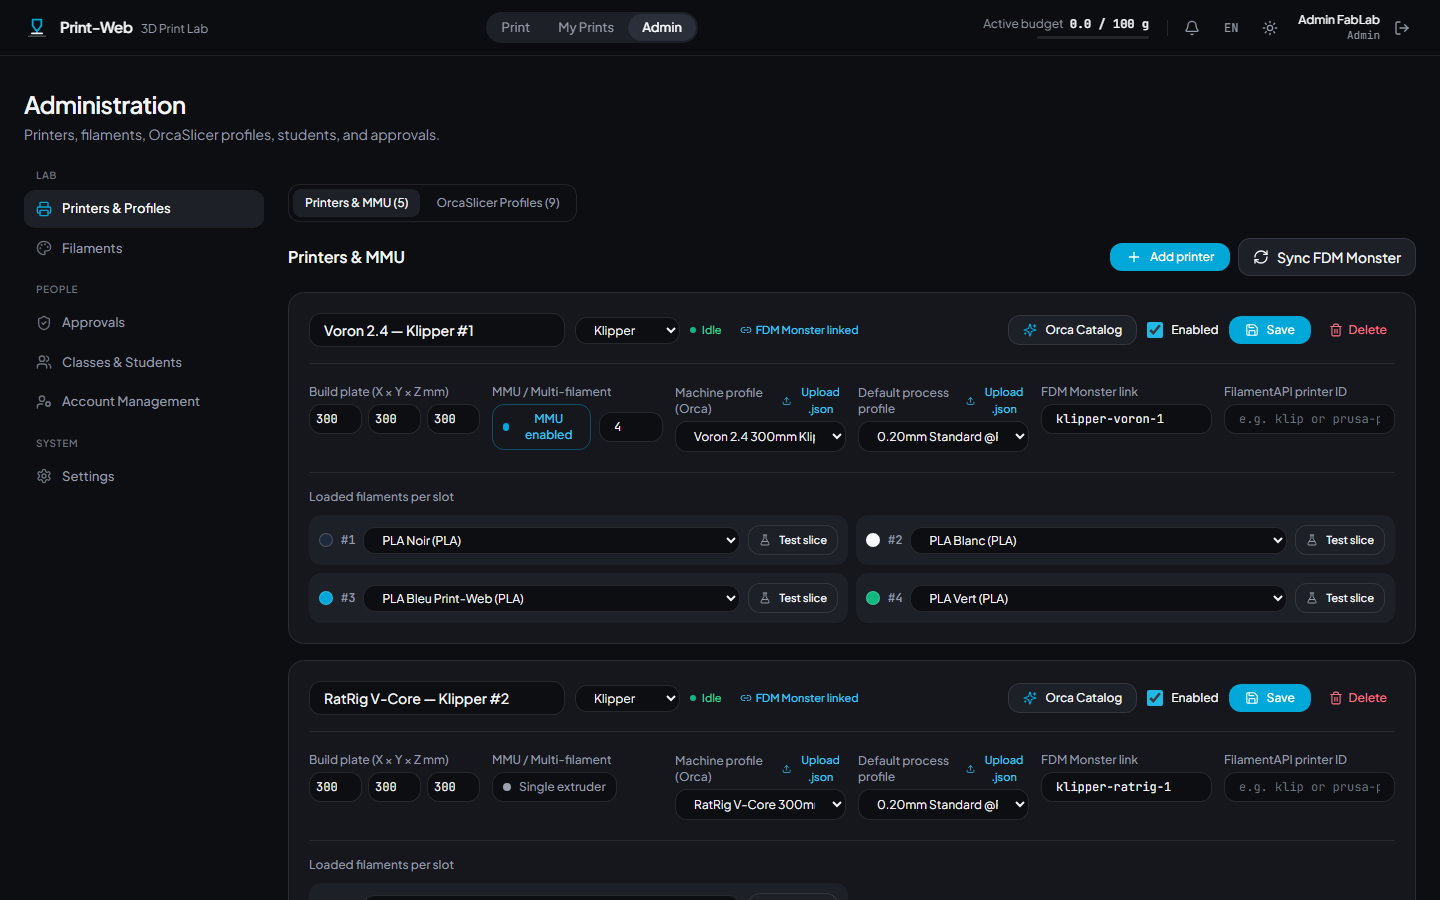 Print-Web 3D Print Lab
Print My Prints Admin
Active budget 0.0 / 100 g
EN
Admin FabLab
Admin
Administration
Printers, filaments, OrcaSlicer profiles, students, and approvals.
LAB
Printers & Profiles
Filaments
PEOPLE
Approvals
Classes & Students
Account Management
SYSTEM
Settings
Printers & MMU (5) OrcaSlicer Profiles (9)
Printers & MMU
Add printer
Sync FDM Monster
Voron 2.4 — Klipper #1
Klipper
Idle
FDM Monster linked
Orca Catalog
Enabled
Save
Delete
Build plate (X × Y × Z mm)
300 300 300
MMU / Multi-filament
MMU enabled
4
Machine profile (Orca)
Upload .json
Voron 2.4 300mm Klip
Default process profile
Upload .json
0.20mm Standard @
FDM Monster link
klipper-voron-1
FilamentAPI printer ID
e.g. klip or prusa-p
Loaded filaments per slot
#1 PLA Noir (PLA) Test slice
#2 PLA Blanc (PLA) Test slice
#3 PLA Bleu Print-Web (PLA) Test slice
#4 PLA Vert (PLA) Test slice
RatRig V-Core — Klipper #2
Klipper
Idle
FDM Monster linked
Orca Catalog
Enabled
Save
Delete
Build plate (X × Y × Z mm)
300 300 300
MMU / Multi-filament
Single extruder
Machine profile (Orca)
Upload .json
RatRig V-Core 300m
Default process profile
Upload .json
0.20mm Standard @
FDM Monster link
klipper-ratrig-1
FilamentAPI printer ID
e.g. klip or prusa-p
Loaded filaments per slot